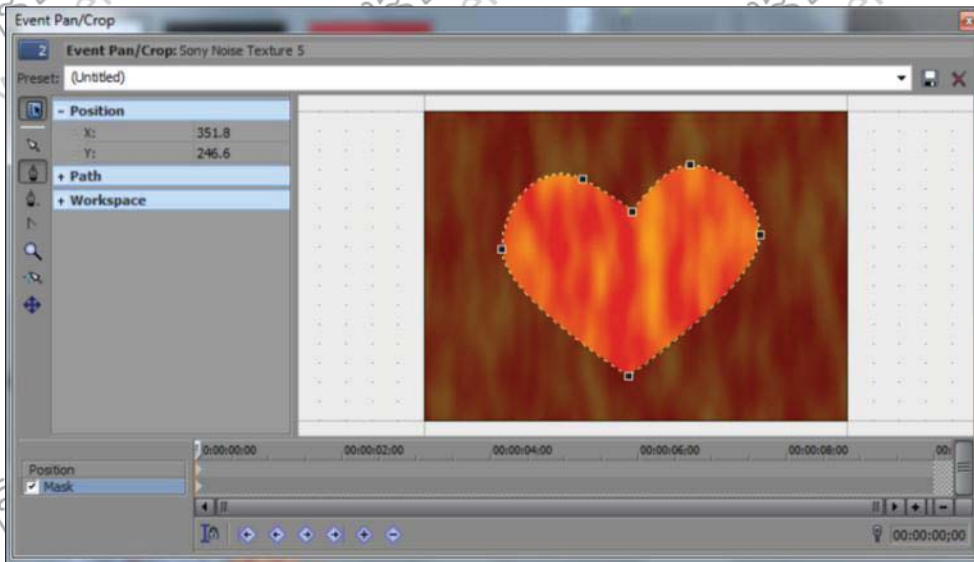 Event Pan/Crop
2 Event Pan/Crop: Sony Noise Texture 5
Preset: (Untitled)
- Position
X: 351.8
Y: 246.6
+ Path
+ Workspace
0:00:00:00 00:00:02:00 00:00:04:00 00:00:06:00 00:00:08:00 00:
Position
Mask
00:00:00;00